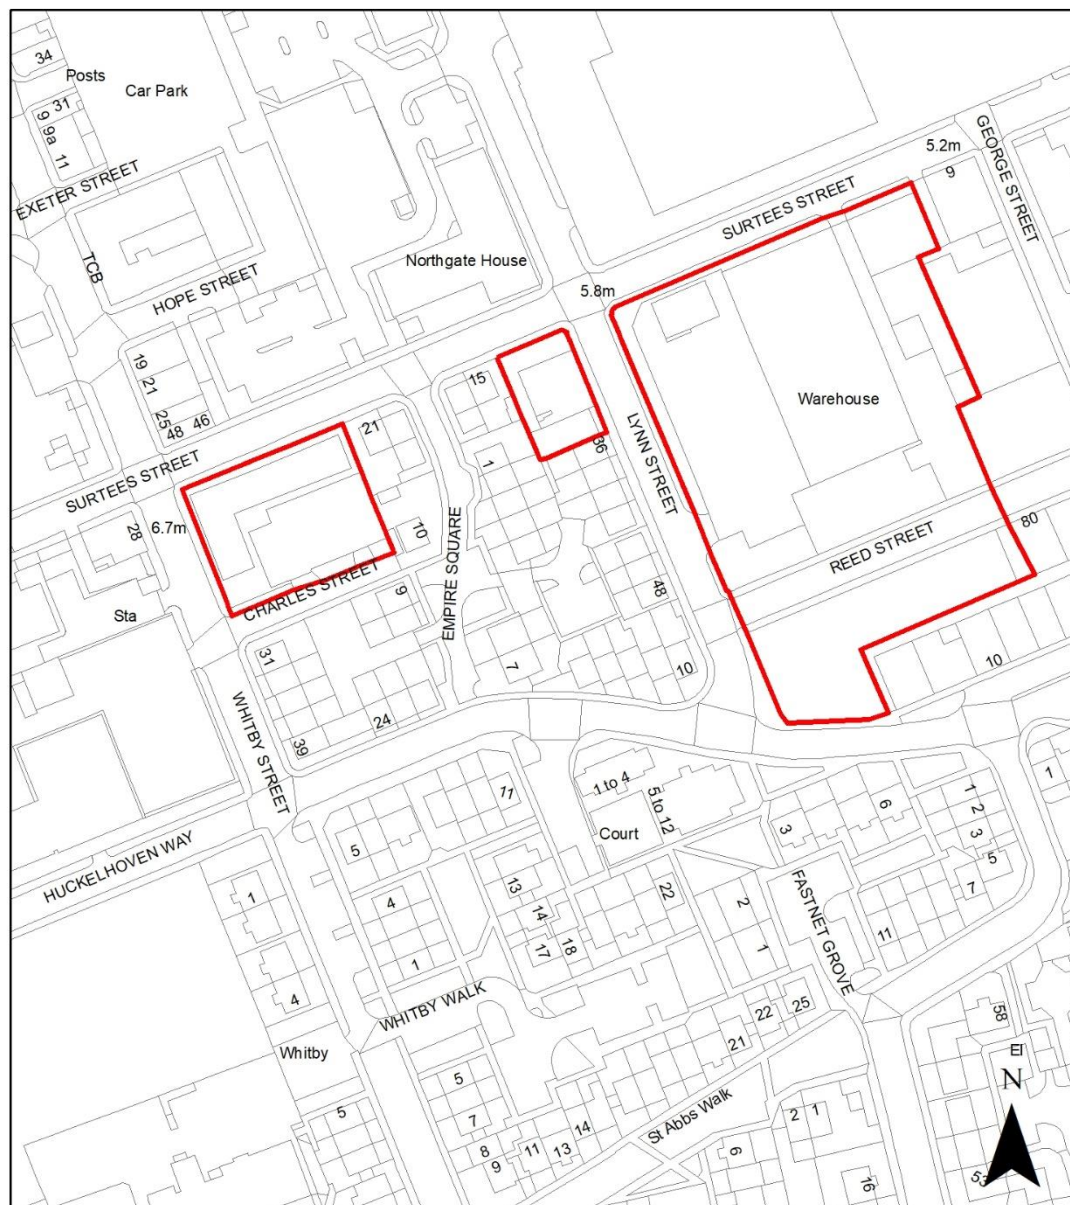 34
Posts
Car Park
31
9
9a
11
EXETER STREET
GEORGE STREET
5.2m
9
SURTEES STREET
TCB
HOPE STREET
Northgate House
5.8m
19
21
25
48
46
15
21
Warehouse
36
LYNN STREET
1
SURTEES STREET
6.7m
28
10
EMPIRE SQUARE
REED STREET
80
CHARLES STREET
9
48
Sta
31
7
10
10
WHITBY STREET
24
39
1 to 4
5 to 12
Court
11
5
3
6
1
2
3
5
7
1
HUCKELHOVEN WAY
1
13
4
14
17
18
22
2
1
FASTNET GROVE
11
1
4
WHITBY WALK
22
25
21
58
El
Whitby
5
5
7
8
9
11
13
14
St Abbs Walk
2
1
6
16
53
N